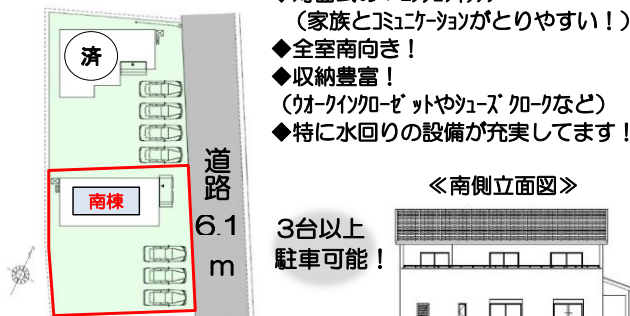 (家族とｺﾐｭﾆｹｰｼｮﾝがとりやすい！)
◆全室南向き！
◆収納豊富！
(ｳｵｰｸｲﾝｸﾛｰｾﾞｯﾄやｼｭｰｽﾞｸﾛｰｸなど)
◆特に水回りの設備が充実してます！
済
南棟
道路
6.1
m
≪南側立面図≫
3台以上
駐車可能！